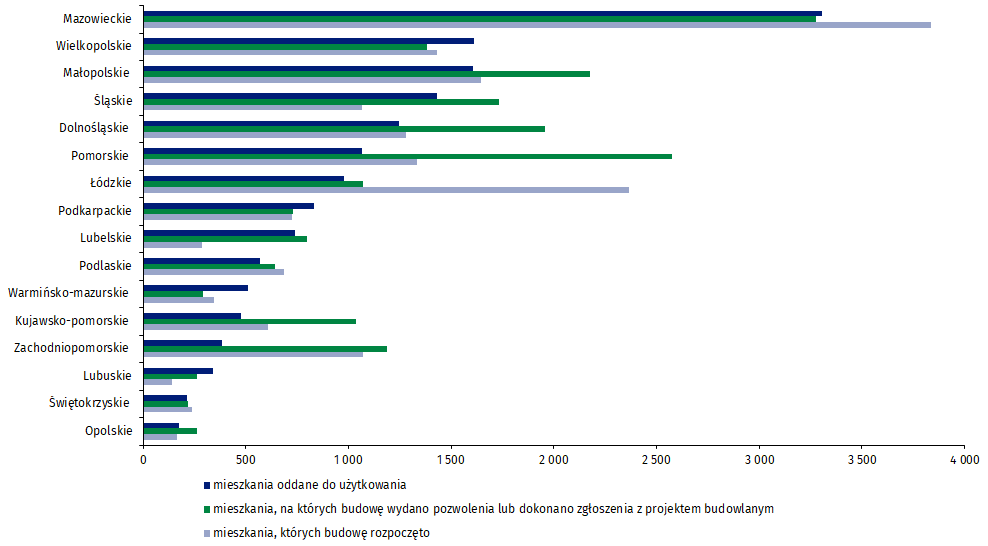 Mazowieckie
Wielkopolskie
Małopolskie
Śląskie
Dolnośląskie
Pomorskie
Łódzkie
Podkarpackie
Lubelskie
Podlaskie
Warmińsko-mazurskie
Kujawsko-pomorskie
Zachodniopomorskie
Lubuskie
Świętokrzyskie
Opolskie
0 500 1 000 1 500 2 000 2 500 3 000 3 500 4 000
mieszkania oddane do użytkowania
mieszkania, na których budowę wydano pozwolenia lub dokonano zgłoszenia z projektem budowlanym
mieszkania, których budowę rozpoczęto